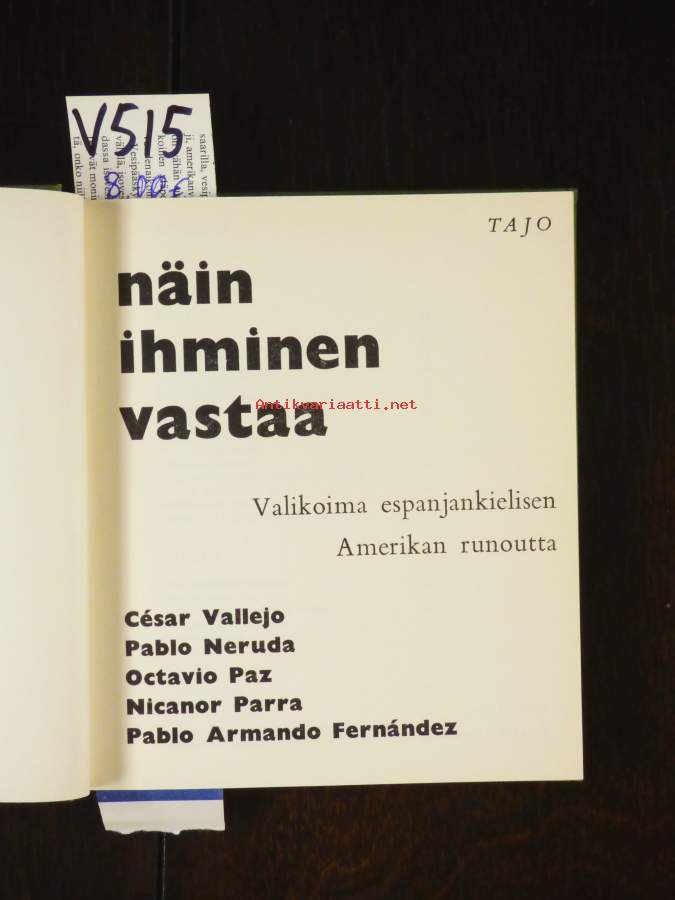 V515
8,00€
TAJO
näin
ihminen
vastaa
Antikvariaatti.net
Valikoima espanjankielisen
Amerikan runoutta
César Vallejo
Pablo Neruda
Octavio Paz
Nicanor Parra
Pablo Armando Fernández